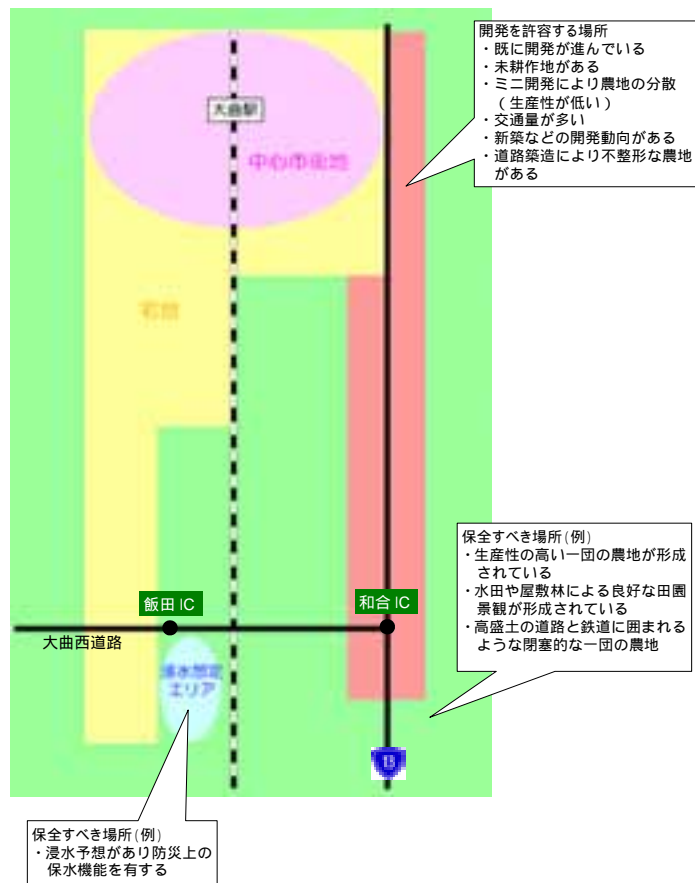 開発を許容する場所
・既に開発が進んでいる
・未耕作地がある
・ミニ開発により農地の分散
（生産性が低い）
・交通量が多い
・新築などの開発動向がある
・道路築造により不整形な農地
がある
大曲駅
中心市街地
宅地
保全すべき場所(例)
・生産性の高い一団の農地が形成
されている
・水田や屋敷林による良好な田園
景観が形成されている
・高盛土の道路と鉄道に囲まれる
ような閉塞的な一団の農地
飯田 IC
和合 IC
大曲西道路
浸水想定
エリア
13
保全すべき場所(例)
・浸水予想があり防災上の
保水機能を有する